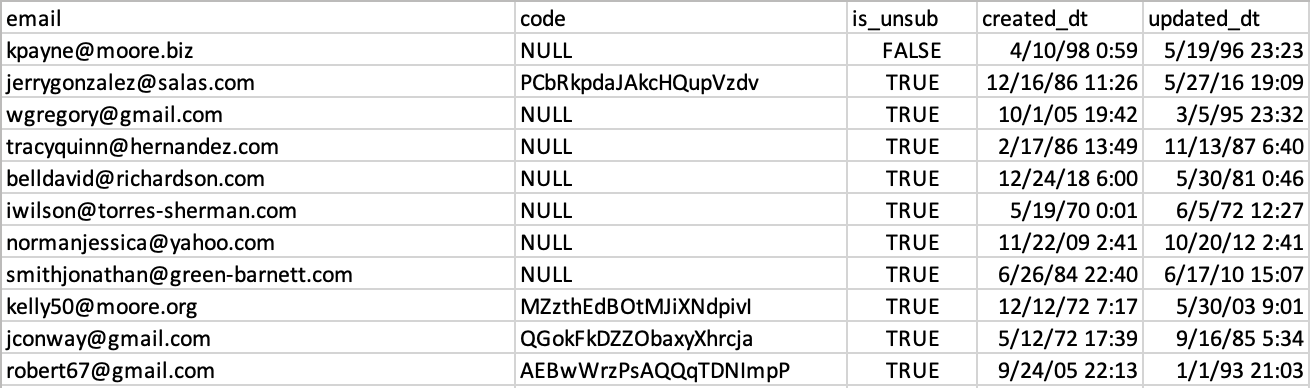 email code is_unsub created_dt updated_dt
kpayne@moore.biz NULL FALSE 4/10/98 0:59 5/19/96 23:23
jerrygonzalez@salas.com PCbRkpdaJAkcHQupVzdv TRUE 12/16/86 11:26 5/27/16 19:09
wgregory@gmail.com NULL TRUE 10/1/05 19:42 3/5/95 23:32
tracyquinn@hernandez.com NULL TRUE 2/17/86 13:49 11/13/87 6:40
belldavid@richardson.com NULL TRUE 12/24/18 6:00 5/30/81 0:46
iwilson@torres-sherman.com NULL TRUE 5/19/70 0:01 6/5/72 12:27
normanjessica@yahoo.com NULL TRUE 11/22/09 2:41 10/20/12 2:41
smithjonathan@green-barnett.com NULL TRUE 6/26/84 22:40 6/17/10 15:07
kelly50@moore.org MZzthEdBOtMJiXNdpivI TRUE 12/12/72 7:17 5/30/03 9:01
jconway@gmail.com QGokFkDZZObaxyXhrcja TRUE 5/12/72 17:39 9/16/85 5:34
robert67@gmail.com AEBwWrzPsAQQqTDNImpP TRUE 9/24/05 22:13 1/1/93 21:03